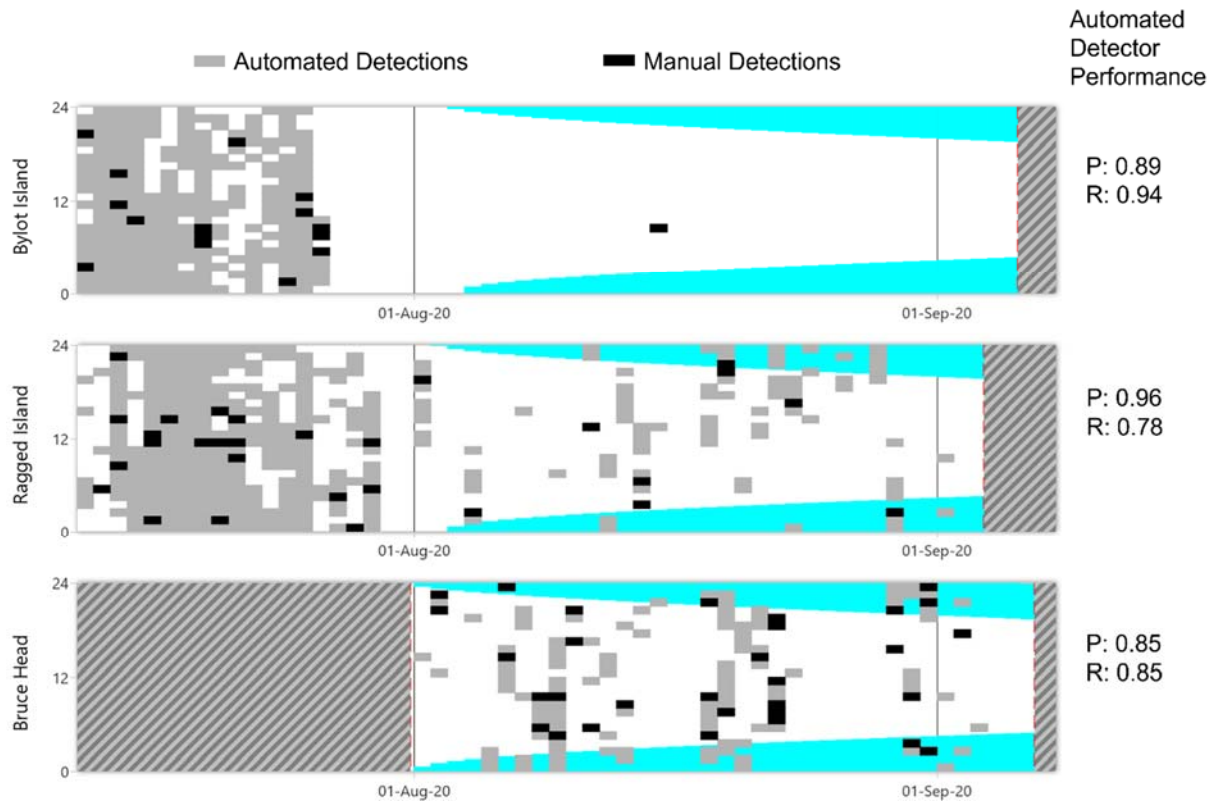 Automated
Detector
Performance
Automated Detections
Manual Detections
24
12
0
Bylot Island
01-Aug-20
01-Sep-20
P: 0.89
R: 0.94
24
12
0
Ragged Island
01-Aug-20
01-Sep-20
P: 0.96
R: 0.78
24
12
0
Bruce Head
01-Aug-20
01-Sep-20
P: 0.85
R: 0.85